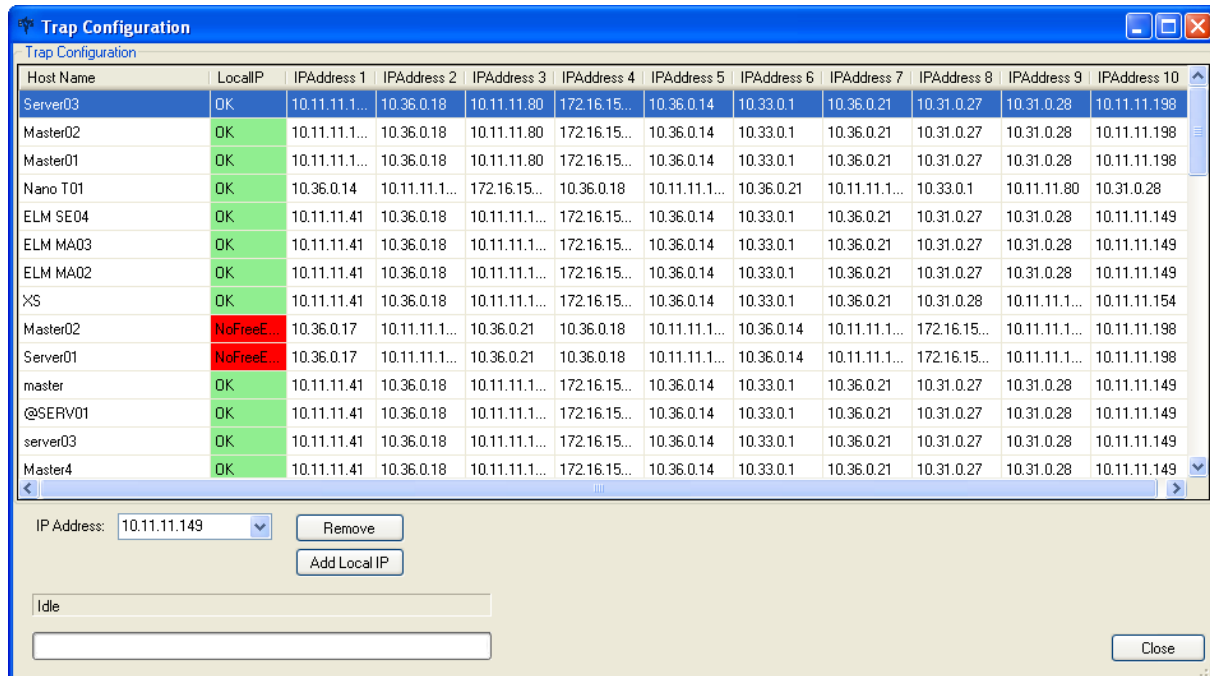 Trap Configuration
Trap Configuration
Host Name LocalIP IPAddress 1 IPAddress 2 IPAddress 3 IPAddress 4 IPAddress 5 IPAddress 6 IPAddress 7 IPAddress 8 IPAddress 9 IPAddress 10
Server03 OK 10.11.11.1... 10.36.0.18 10.11.11.80 172.16.15... 10.36.0.14 10.33.0.1 10.36.0.21 10.31.0.27 10.31.0.28 10.11.11.198
Master02 OK 10.11.11.1... 10.36.0.18 10.11.11.80 172.16.15... 10.36.0.14 10.33.0.1 10.36.0.21 10.31.0.27 10.31.0.28 10.11.11.198
Master01 OK 10.11.11.1... 10.36.0.18 10.11.11.80 172.16.15... 10.36.0.14 10.33.0.1 10.36.0.21 10.31.0.27 10.31.0.28 10.11.11.198
Nano T01 OK 10.36.0.14 10.11.11.1... 172.16.15... 10.36.0.18 10.11.11.1... 10.36.0.21 10.11.11.1... 10.33.0.1 10.11.11.80 10.31.0.28
ELM SE04 OK 10.11.11.41 10.36.0.18 10.11.11.1... 172.16.15... 10.36.0.14 10.33.0.1 10.36.0.21 10.31.0.27 10.31.0.28 10.11.11.149
ELM MA03 OK 10.11.11.41 10.36.0.18 10.11.11.1... 172.16.15... 10.36.0.14 10.33.0.1 10.36.0.21 10.31.0.27 10.31.0.28 10.11.11.149
ELM MA02 OK 10.11.11.41 10.36.0.18 10.11.11.1... 172.16.15... 10.36.0.14 10.33.0.1 10.36.0.21 10.31.0.27 10.31.0.28 10.11.11.149
XS OK 10.11.11.41 10.36.0.18 10.11.11.1... 172.16.15... 10.36.0.14 10.33.0.1 10.36.0.21 10.31.0.28 10.11.11.1... 10.11.11.154
Master02 NoFreeE... 10.36.0.17 10.11.11.1... 10.36.0.21 10.36.0.18 10.11.11.1... 10.36.0.14 10.11.11.1... 172.16.15... 10.11.11.1... 10.11.11.198
Server01 NoFreeE... 10.36.0.17 10.11.11.1... 10.36.0.21 10.36.0.18 10.11.11.1... 10.36.0.14 10.11.11.1... 172.16.15... 10.11.11.1... 10.11.11.198
master OK 10.11.11.41 10.36.0.18 10.11.11.1... 172.16.15... 10.36.0.14 10.33.0.1 10.36.0.21 10.31.0.27 10.31.0.28 10.11.11.149
@SERV01 OK 10.11.11.41 10.36.0.18 10.11.11.1... 172.16.15... 10.36.0.14 10.33.0.1 10.36.0.21 10.31.0.27 10.31.0.28 10.11.11.149
server03 OK 10.11.11.41 10.36.0.18 10.11.11.1... 172.16.15... 10.36.0.14 10.33.0.1 10.36.0.21 10.31.0.27 10.31.0.28 10.11.11.149
Master4 OK 10.11.11.41 10.36.0.18 10.11.11.1... 172.16.15... 10.36.0.14 10.33.0.1 10.36.0.21 10.31.0.27 10.31.0.28 10.11.11.149
IP Address: 10.11.11.149 Remove
Add Local IP
Idle
Close